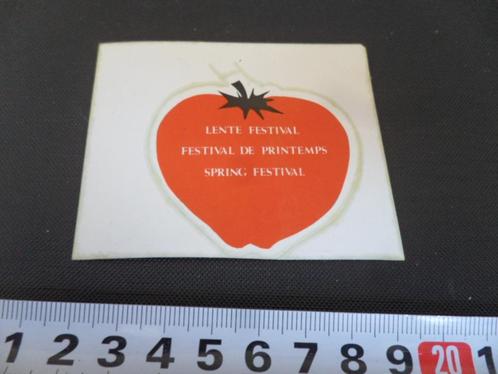 LENTE FESTIVAL
FESTIVAL DE PRINTEMPS
SPRING FESTIVAL
1 2 3 4 5 6 7 8 9 20 1